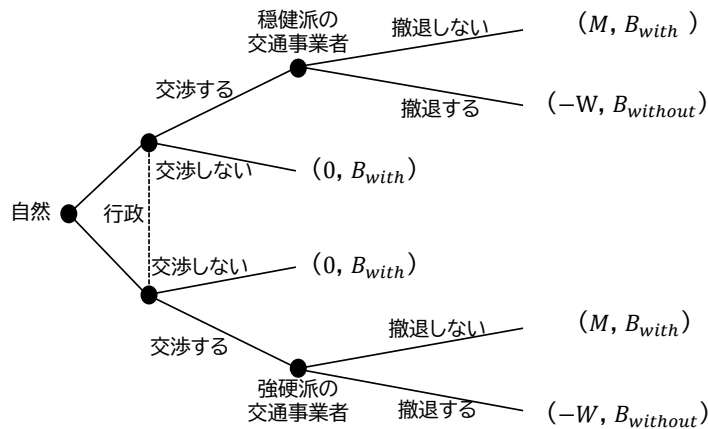 穏健派の
交通事業者
撤退しない
(M, B_with )
交渉する
撤退する
(−W, B_without)
交渉しない
(0, B_with)
自然
行政
交渉しない
(0, B_with)
交渉する
撤退しない
(M, B_with)
強硬派の
交通事業者
撤退する
(−W, B_without)